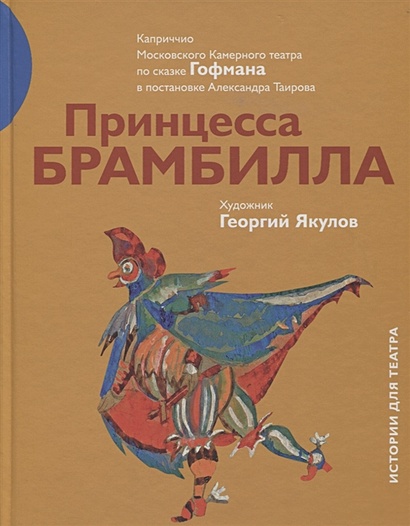 Каприччио
Московского Камерного театра
по сказке Гофмана
в постановке Александра Таирова
Принцесса
БРАМБИЛЛА
Художник
Георгий Якулов
ИСТОРИИ ДЛЯ ТЕАТРА